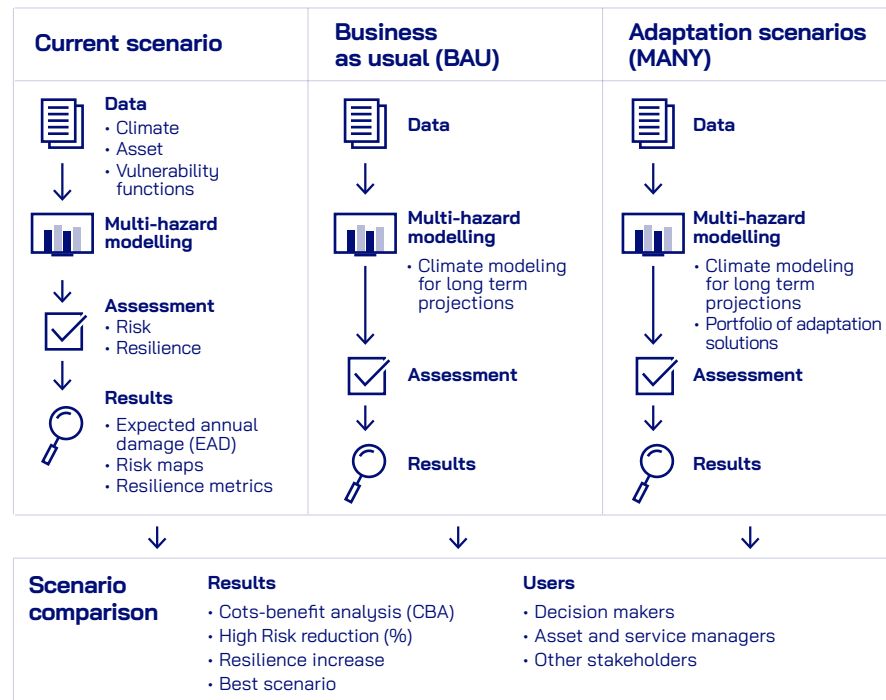 Current scenario
Data
• Climate
• Asset
• Vulnerability
functions
Multi-hazard
modelling
Assessment
• Risk
• Resilience
Results
• Expected annual
damage (EAD)
• Risk maps
• Resilience metrics
Business
as usual (BAU)
Data
Multi-hazard
modelling
• Climate modeling
for long term
projections
Assessment
Results
Adaptation scenarios
(MANY)
Data
Multi-hazard
modelling
• Climate modeling
for long term
projections
• Portfolio of adaptation
solutions
Assessment
Results
Scenario
comparison
Results
• Cots-benefit analysis (CBA)
• High Risk reduction (%)
• Resilience increase
• Best scenario
Users
• Decision makers
• Asset and service managers
• Other stakeholders